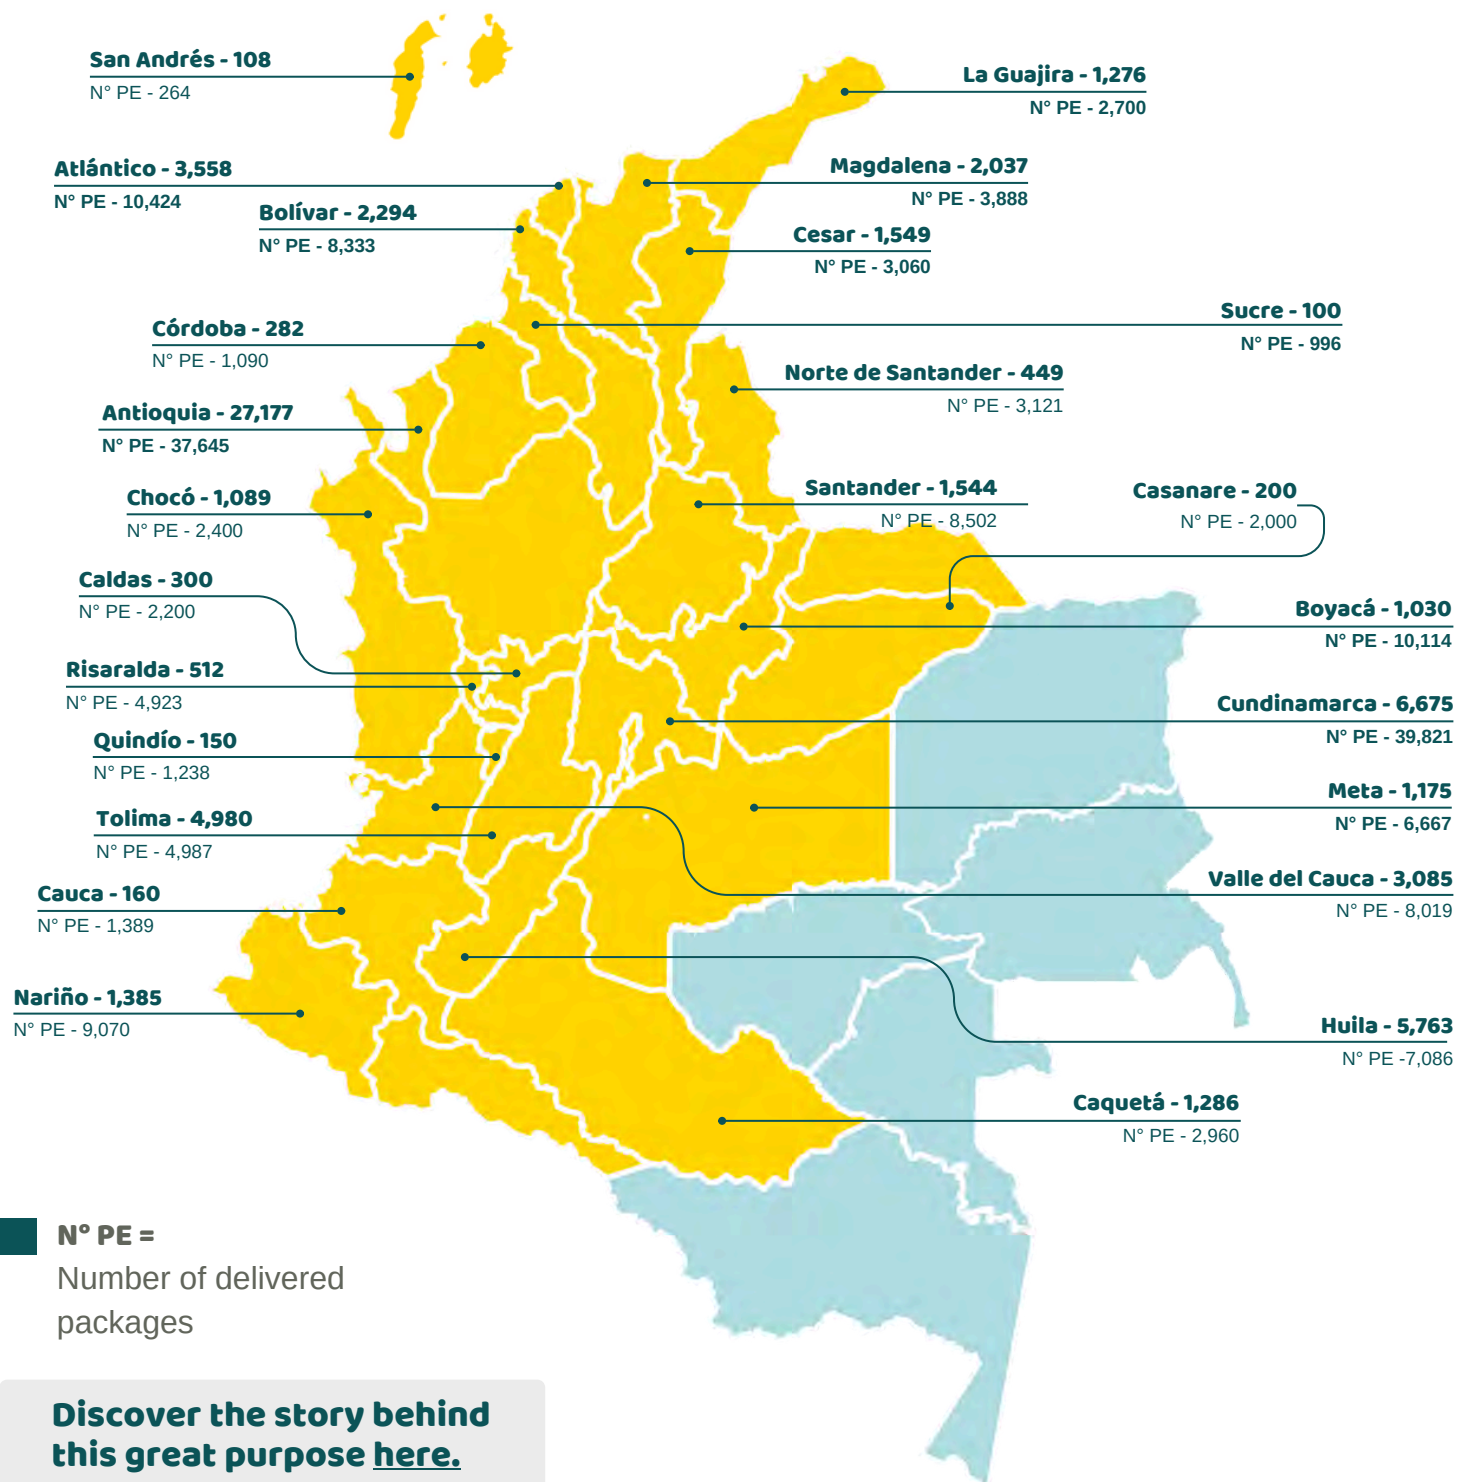 San Andrés - 108
N° PE - 264
La Guajira - 1,276
N° PE - 2,700
Atlántico - 3,558
N° PE - 10,424
Magdalena - 2,037
N° PE - 3,888
Bolívar - 2,294
N° PE - 8,333
Cesar - 1,549
N° PE - 3,060
Sucre - 100
N° PE - 996
Córdoba - 282
N° PE - 1,090
Norte de Santander - 449
N° PE - 3,121
Antioquia - 27,177
N° PE - 37,645
Santander - 1,544
N° PE - 8,502
Casanare - 200
N° PE - 2,000
Chocó - 1,089
N° PE - 2,400
Caldas - 300
N° PE - 2,200
Boyacá - 1,030
N° PE - 10,114
Risaralda - 512
N° PE - 4,923
Cundinamarca - 6,675
N° PE - 39,821
Quindío - 150
N° PE - 1,238
Meta - 1,175
N° PE - 6,667
Tolima - 4,980
N° PE - 4,987
Valle del Cauca - 3,085
N° PE - 8,019
Cauca - 160
N° PE - 1,389
Nariño - 1,385
N° PE - 9,070
Huila - 5,763
N° PE -7,086
Caquetá - 1,286
N° PE - 2,960
N° PE =
Number of delivered
packages
Discover the story behind
this great purpose here.